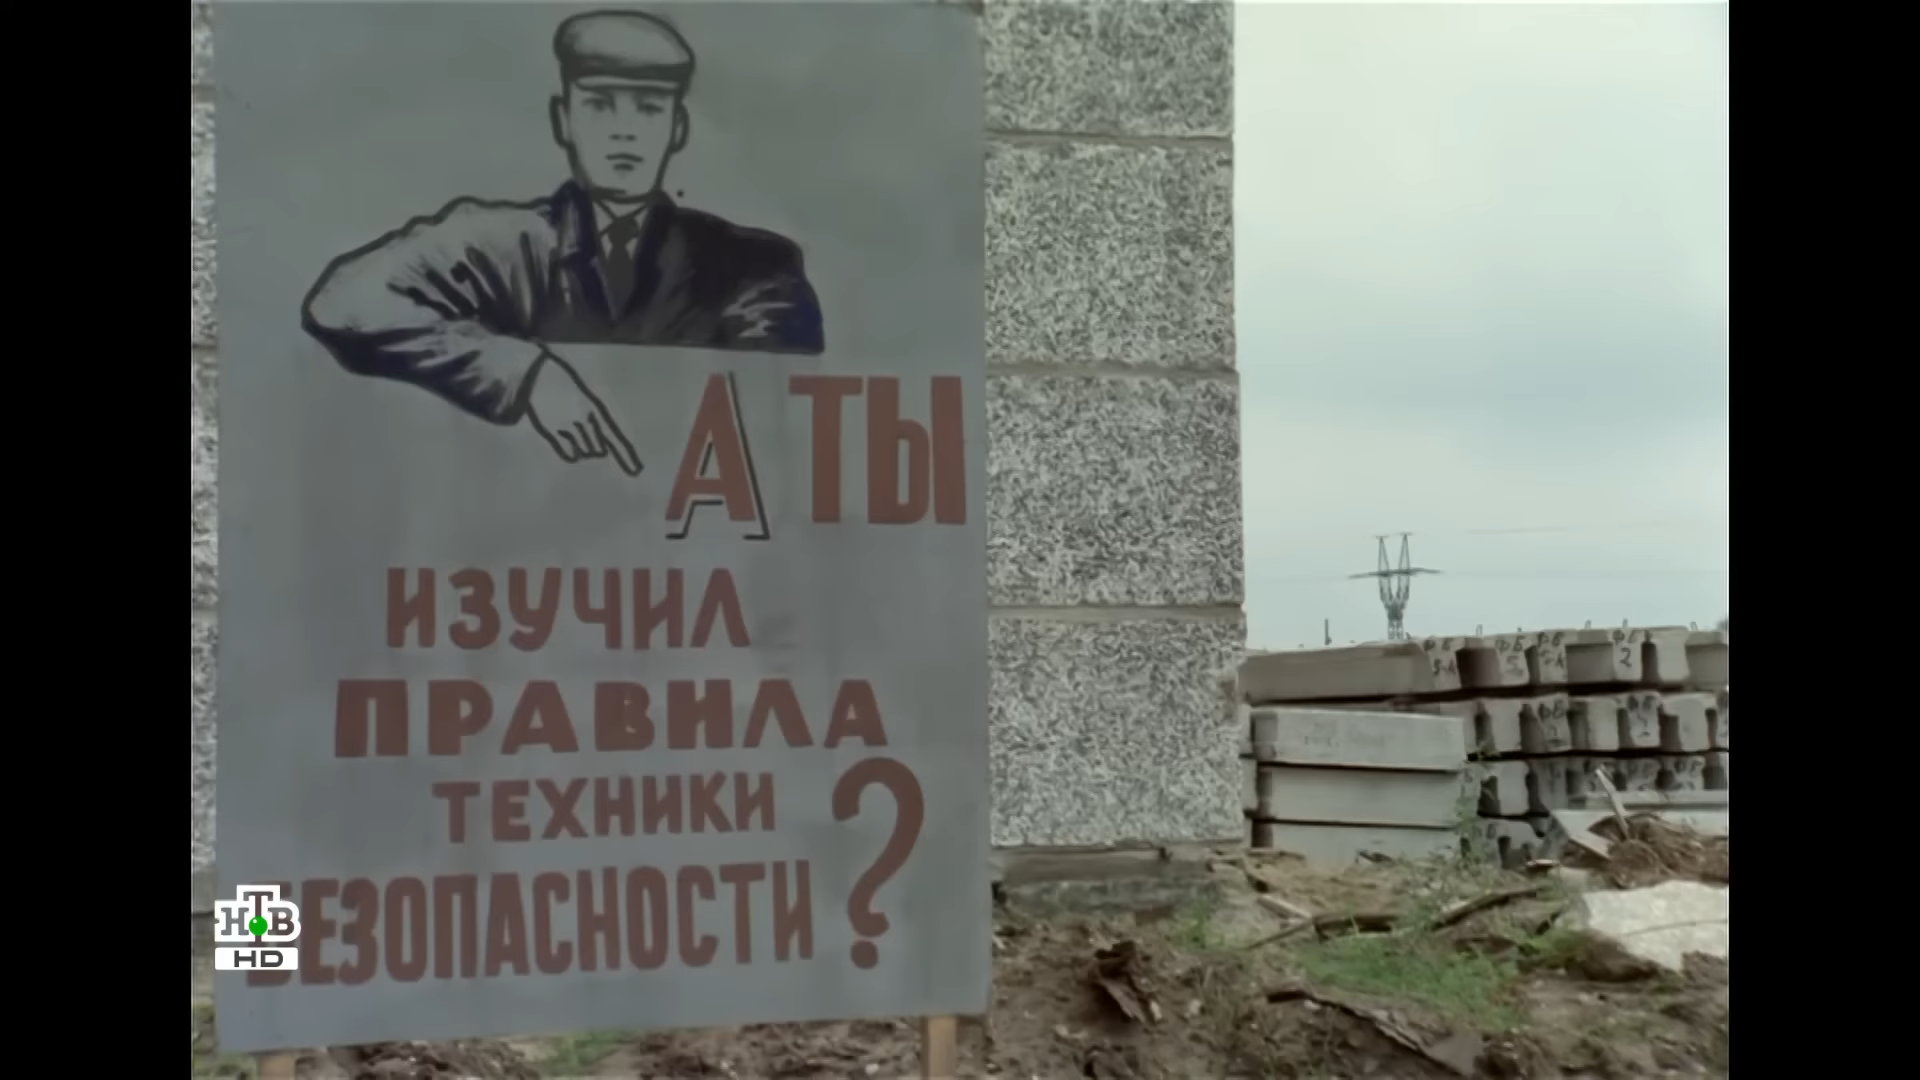 А ТЫ
ИЗУЧИЛ
ПРАВИЛА
ТЕХНИКИ
БЕЗОПАСНОСТИ?
НТВ
HD